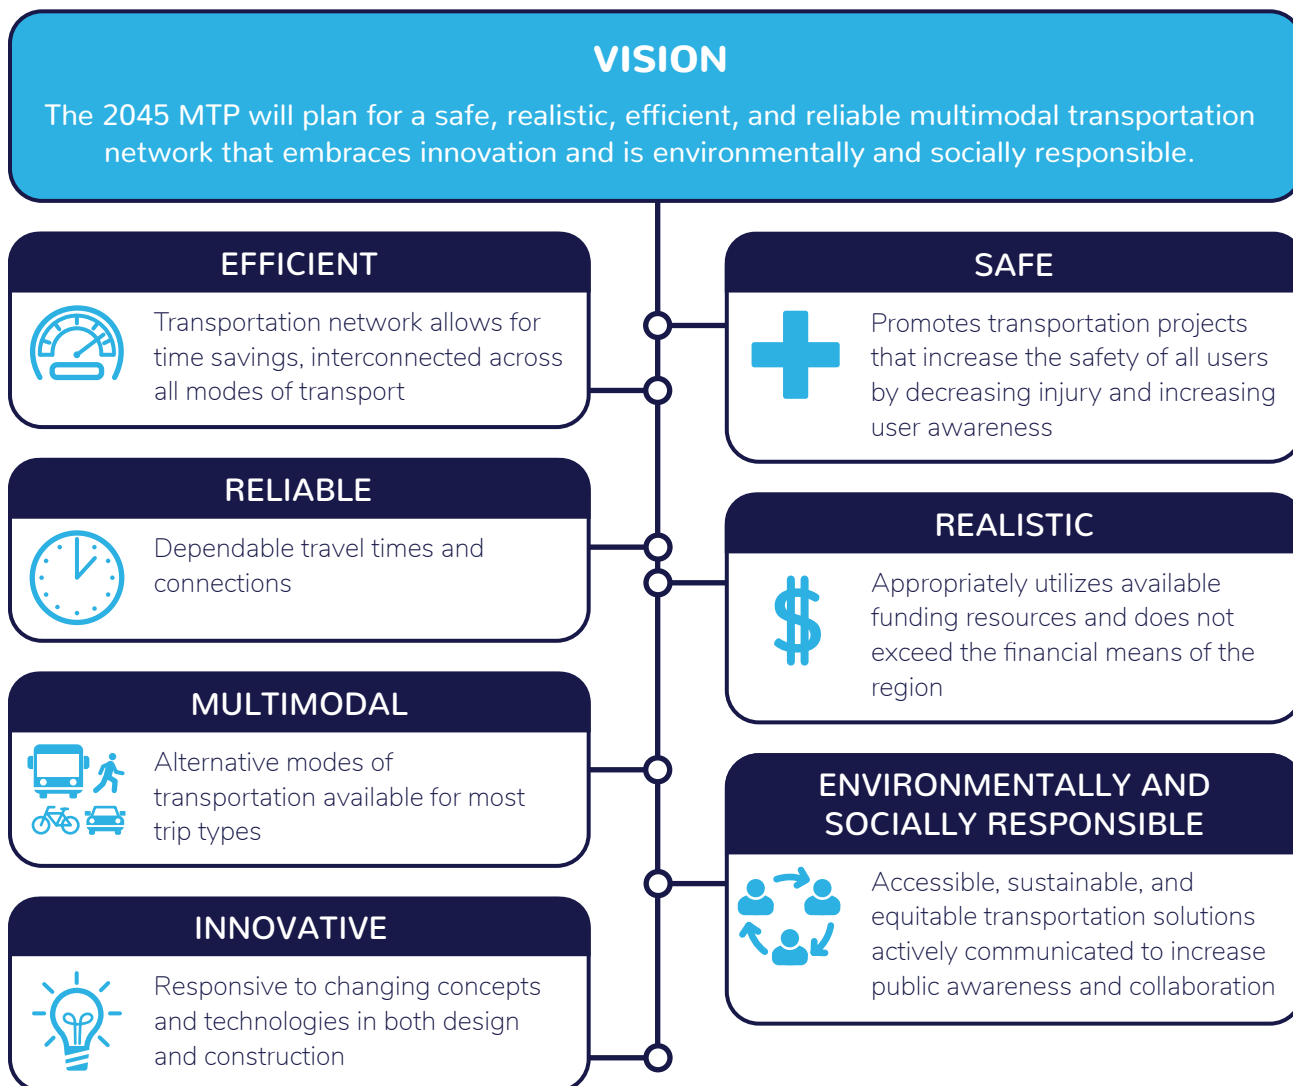 VISION
The 2045 MTP will plan for a safe, realistic, efficient, and reliable multimodal transportation
network that embraces innovation and is environmentally and socially responsible.
EFFICIENT
Transportation network allows for
time savings, interconnected across
all modes of transport
RELIABLE
Dependable travel times and
connections
MULTIMODAL
Alternative modes of
transportation available for most
trip types
INNOVATIVE
Responsive to changing concepts
and technologies in both design
and construction
SAFE
Promotes transportation projects
that increase the safety of all users
by decreasing injury and increasing
user awareness
REALISTIC
Appropriately utilizes available
funding resources and does not
exceed the financial means of the
region
ENVIRONMENTALLY AND
SOCIALLY RESPONSIBLE
Accessible, sustainable, and
equitable transportation solutions
actively communicated to increase
public awareness and collaboration